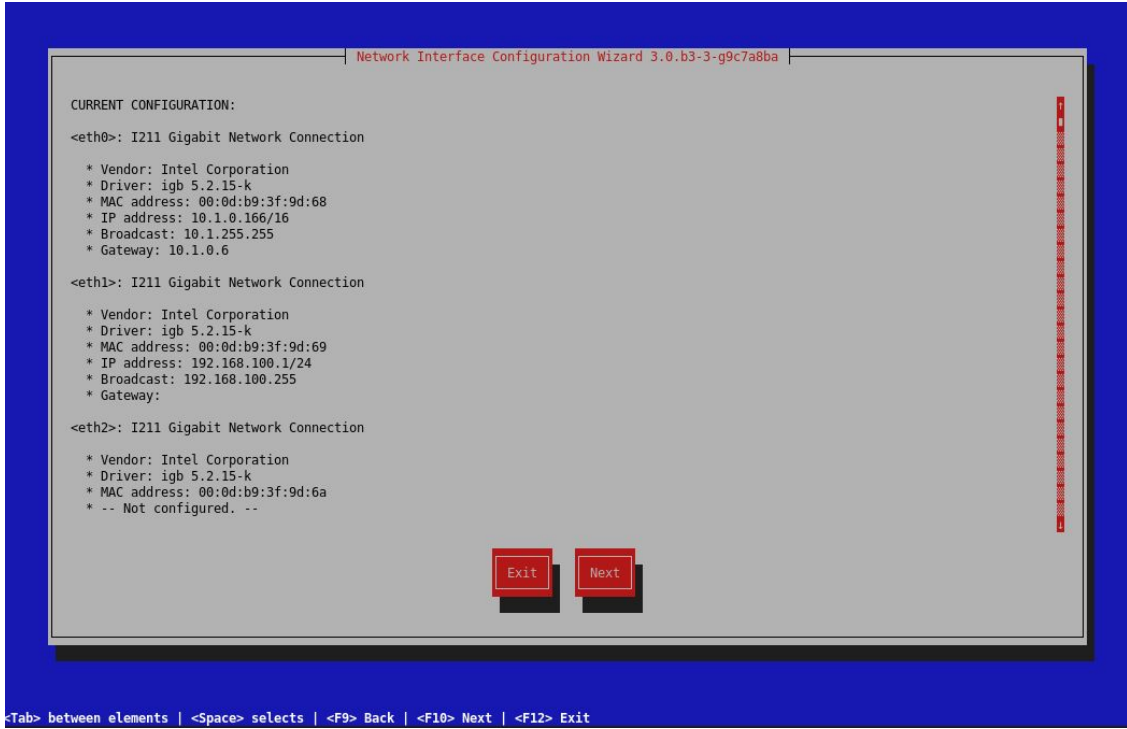 Network Interface Configuration Wizard 3.0.b3-3-g9c7a8ba
CURRENT CONFIGURATION:
<eth0>: I211 Gigabit Network Connection
* Vendor: Intel Corporation
* Driver: igb 5.2.15-k
* MAC address: 00:0d:b9:3f:9d:68
* IP address: 10.1.0.166/16
* Broadcast: 10.1.255.255
* Gateway: 10.1.0.6
<eth1>: I211 Gigabit Network Connection
* Vendor: Intel Corporation
* Driver: igb 5.2.15-k
* MAC address: 00:0d:b9:3f:9d:69
* IP address: 192.168.100.1/24
* Broadcast: 192.168.100.255
* Gateway:
<eth2>: I211 Gigabit Network Connection
* Vendor: Intel Corporation
* Driver: igb 5.2.15-k
* MAC address: 00:0d:b9:3f:9d:6a
* -- Not configured. --
Exit Next
<Tab> between elements | <Space> selects | <F9> Back | <F10> Next | <F12> Exit